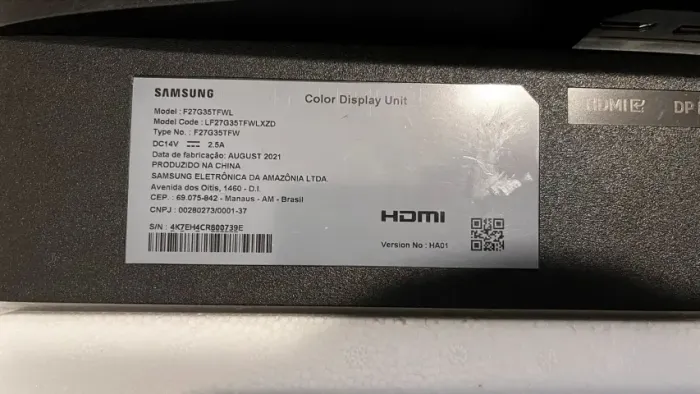 SAMSUNG
Color Display Unit
Model : F27G35TFWL
Model Code : LF27G35TFWLXZD
Type No. : F27G35TFW
DC14V ⎓ 2.5A
Data de fabricação: AUGUST 2021
PRODUZIDO NA CHINA
SAMSUNG ELETRÔNICA DA AMAZÔNIA LTDA.
Avenida dos Oitis, 1460 - D.I.
CEP. : 69.075-842 - Manaus - AM - Brasil
CNPJ : 00280273/0001-37
S/N : 4K7EH4CR800739E
HDMI
Version No : HA01
HDMI
DP